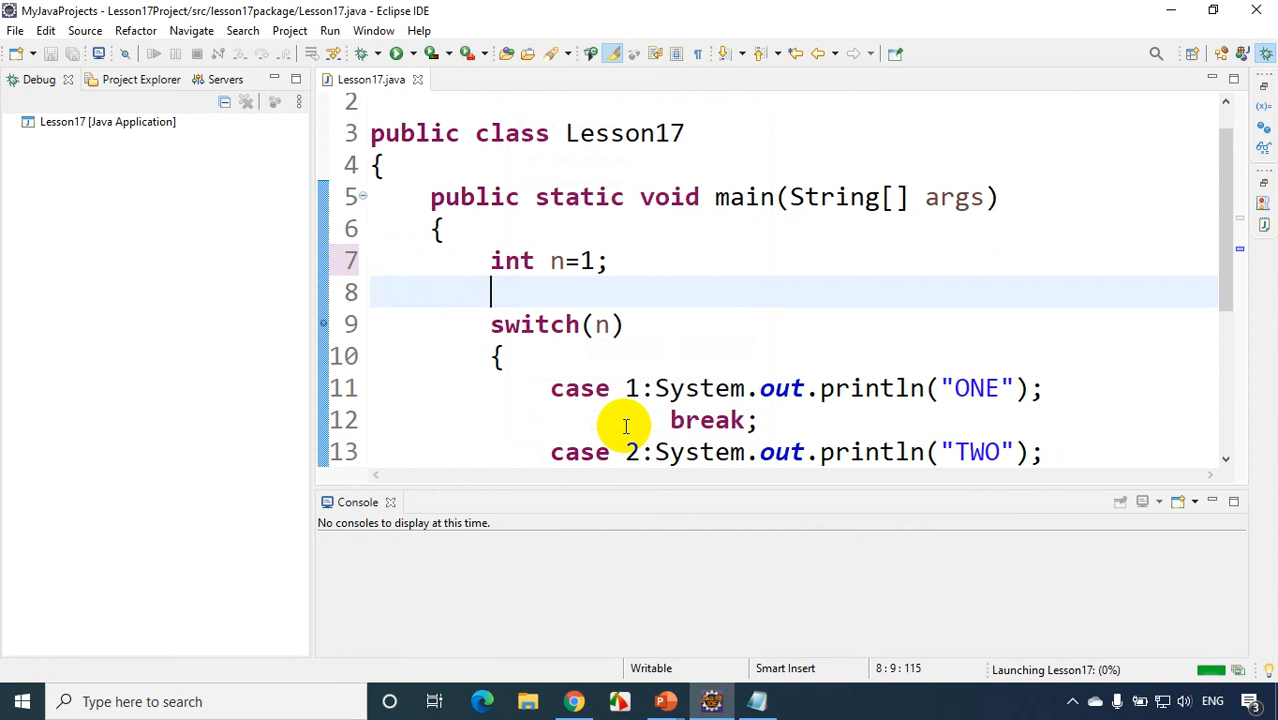 MyJavaProjects - Lesson17Project/src/lesson17package/Lesson17.java - Eclipse IDE
File Edit Source Refactor Navigate Search Project Run Window Help
Debug Project Explorer Servers
Lesson17.java
Lesson17 [Java Application]
2
3 public class Lesson17
4 {
5 public static void main(String[] args)
6 {
7 int n=1;
8
9 switch(n)
10 {
11 case 1:System.out.println("ONE");
12 break;
13 case 2:System.out.println("TWO");
Console
No consoles to display at this time.
Writable Smart Insert 8 : 9 : 115 Launching Lesson17: (0%)
Type here to search
ENG
3